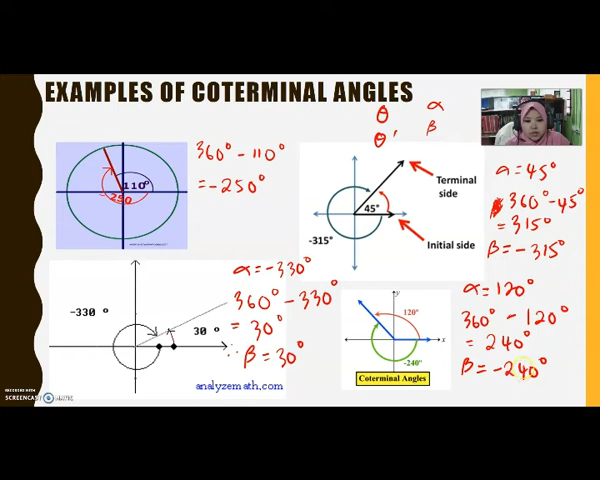 EXAMPLES OF COTERMINAL ANGLES
θ α
θ' β
360° - 110°
= -250°
110°
250
45°
-315°
Terminal
side
Initial side
α = 45°
360° - 45°
= 315°
β = -315°
-330 º
30 º
analyzemath.com
α = -330°
360° - 330°
= 30°
∴ β = 30°
y
120°
x
-240°
Coterminal Angles
α = 120°
360° - 120°
= 240°
β = -240°
RECORDED WITH
SCREENCAST MATIC